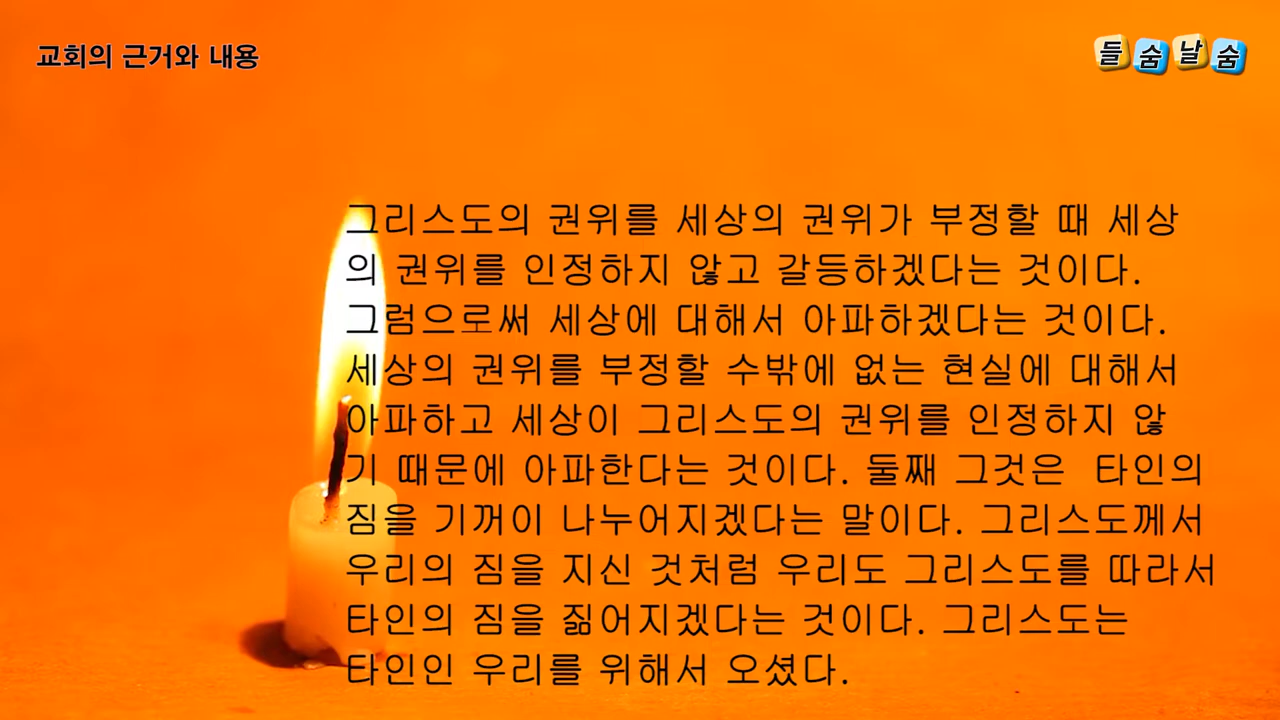 교회의 근거와 내용
들숨날숨
그리스도의 권위를 세상의 권위가 부정할 때 세상
의 권위를 인정하지 않고 갈등하겠다는 것이다.
그럼으로써 세상에 대해서 아파하겠다는 것이다.
세상의 권위를 부정할 수밖에 없는 현실에 대해서
아파하고 세상이 그리스도의 권위를 인정하지 않
기 때문에 아파한다는 것이다. 둘째 그것은  타인의
짐을 기꺼이 나누어지겠다는 말이다. 그리스도께서
우리의 짐을 지신 것처럼 우리도 그리스도를 따라서
타인의 짐을 짊어지겠다는 것이다. 그리스도는
타인인 우리를 위해서 오셨다.